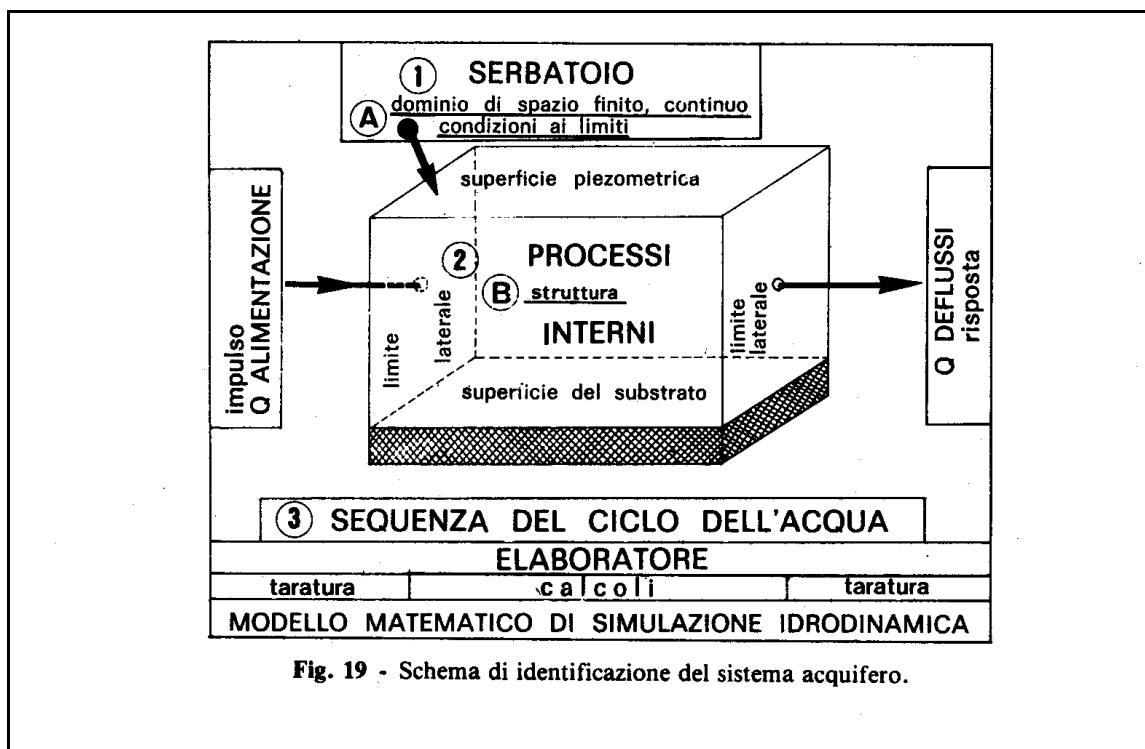 1 SERBATOIO
dominio di spazio finito, continuo
A condizioni ai limiti
superficie piezometrica
impulso
Q ALIMENTAZIONE
2 PROCESSI
B struttura
INTERNI
limite
laterale
limite
laterale
superficie del substrato
Q DEFLUSSI
risposta
3 SEQUENZA DEL CICLO DELL'ACQUA
ELABORATORE
taratura calcoli taratura
MODELLO MATEMATICO DI SIMULAZIONE IDRODINAMICA
Fig. 19 - Schema di identificazione del sistema acquifero.